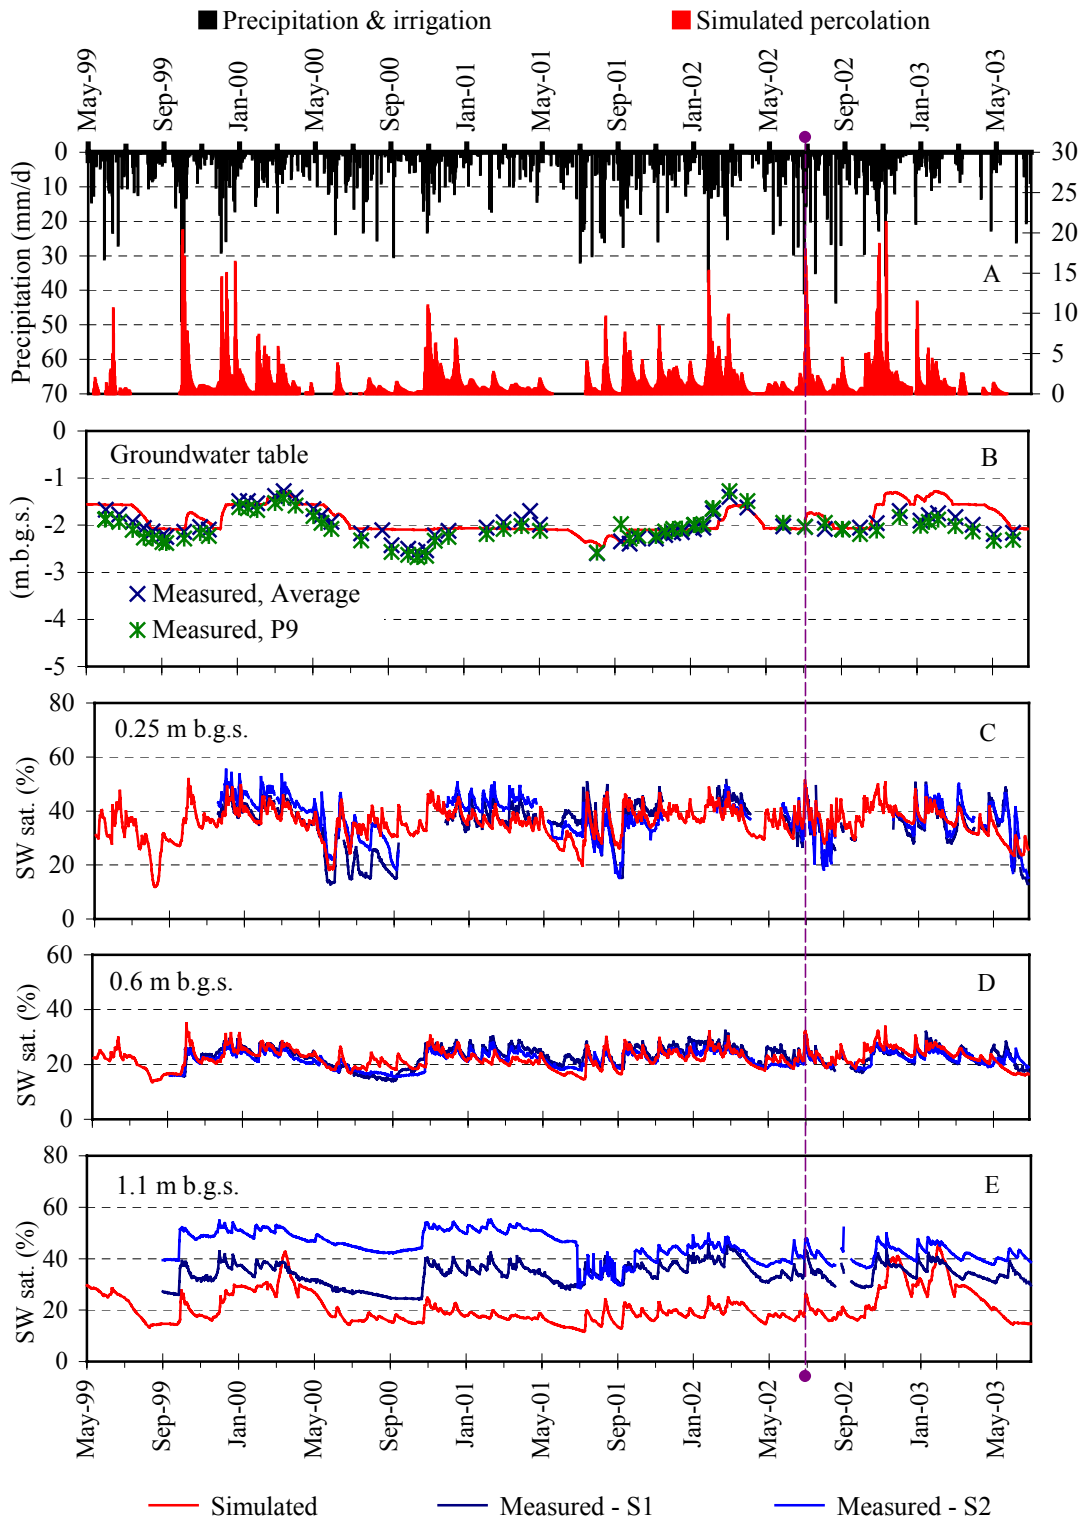 Precipitation & irrigation Simulated percolation
May-99 Sep-99 Jan-00 May-00 Sep-00 Jan-01 May-01 Sep-01 Jan-02 May-02 Sep-02 Jan-03 May-03
Precipitation (mm/d)
0 10 20 30 40 50 60 70
30 25 20 15 10 5 0
A
Groundwater table
B
(m.b.g.s.)
0 -1 -2 -3 -4 -5
Measured, Average
Measured, P9
0.25 m b.g.s.
C
SW sat. (%)
80 60 40 20 0
0.6 m b.g.s.
D
SW sat. (%)
60 40 20 0
1.1 m b.g.s.
E
SW sat. (%)
80 60 40 20 0
May-99 Sep-99 Jan-00 May-00 Sep-00 Jan-01 May-01 Sep-01 Jan-02 May-02 Sep-02 Jan-03 May-03
Simulated Measured - S1 Measured - S2